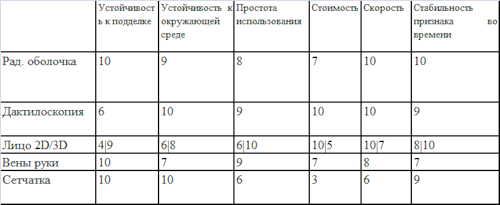 Устойчивост Устойчивость к Простота Стоимость Скорость Стабильность
ь к подделке окружающей использования признака во
среде времени
Рад. оболочка 10 9 8 7 10 10
Дактилоскопия 6 10 9 10 10 9
Лицо 2D/3D 4|9 6|8 6|10 10|5 10|7 8|10
Вены руки 10 7 9 7 8 7
Сетчатка 10 10 6 3 6 9